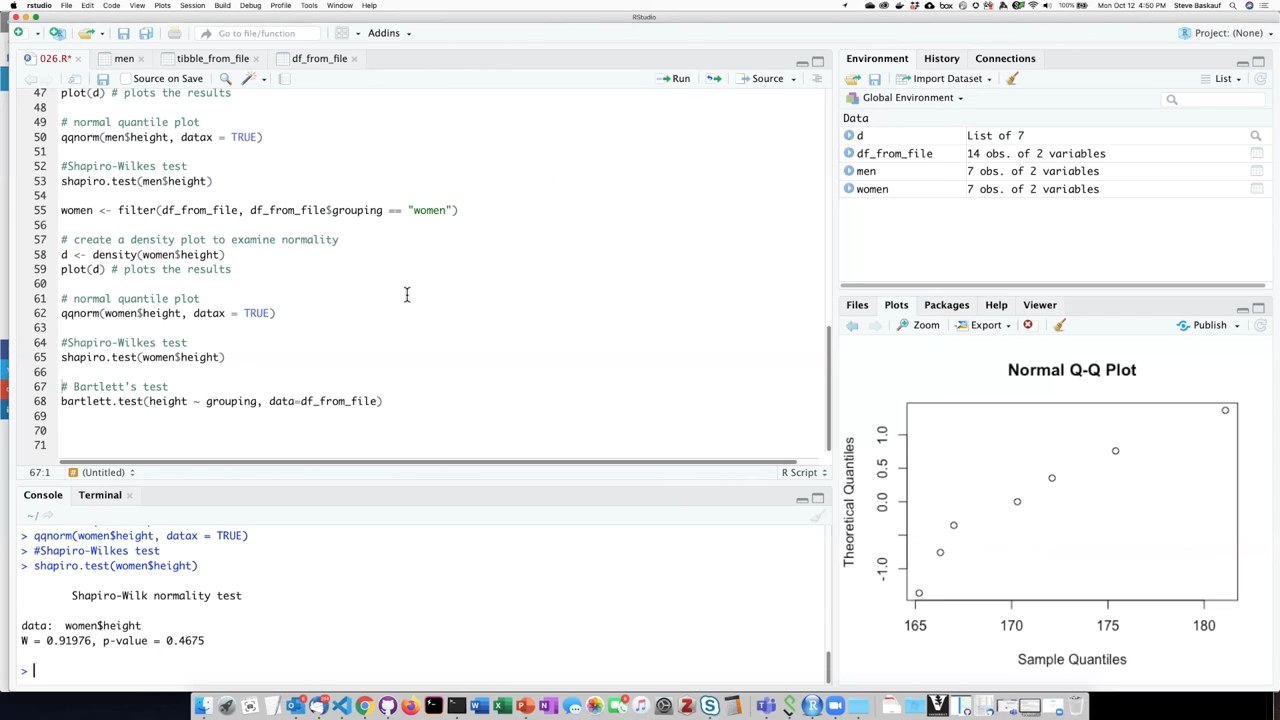 rstudio File Edit Code View Plots Session Build Debug Profile Tools Window Help box 100% Mon Oct 12 4:50 PM Steve Baskauf
RStudio
Go to file/function Addins Project: (None)
026.R* men tibble_from_file df_from_file
Source on Save Run Source
47 plot(d) # plots the results
48
49 # normal quantile plot
50 qqnorm(men$height, datax = TRUE)
51
52 #Shapiro-Wilkes test
53 shapiro.test(men$height)
54
55 women <- filter(df_from_file, df_from_file$grouping == "women")
56
57 # create a density plot to examine normality
58 d <- density(women$height)
59 plot(d) # plots the results
60
61 # normal quantile plot
62 qqnorm(women$height, datax = TRUE)
63
64 #Shapiro-Wilkes test
65 shapiro.test(women$height)
66
67 # Bartlett's test
68 bartlett.test(height ~ grouping, data=df_from_file)
69
70
71
67:1 (Untitled) R Script
Console Terminal
~/
> qqnorm(women$height, datax = TRUE)
> #Shapiro-Wilkes test
> shapiro.test(women$height)
Shapiro-Wilk normality test
data: women$height
W = 0.91976, p-value = 0.4675
>
Environment History Connections
Import Dataset List
Global Environment
Data
d List of 7
df_from_file 14 obs. of 2 variables
men 7 obs. of 2 variables
women 7 obs. of 2 variables
Files Plots Packages Help Viewer
Zoom Export Publish
Normal Q-Q Plot
Theoretical Quantiles
1.0
0.5
0.0
-1.0
165 170 175 180
Sample Quantiles